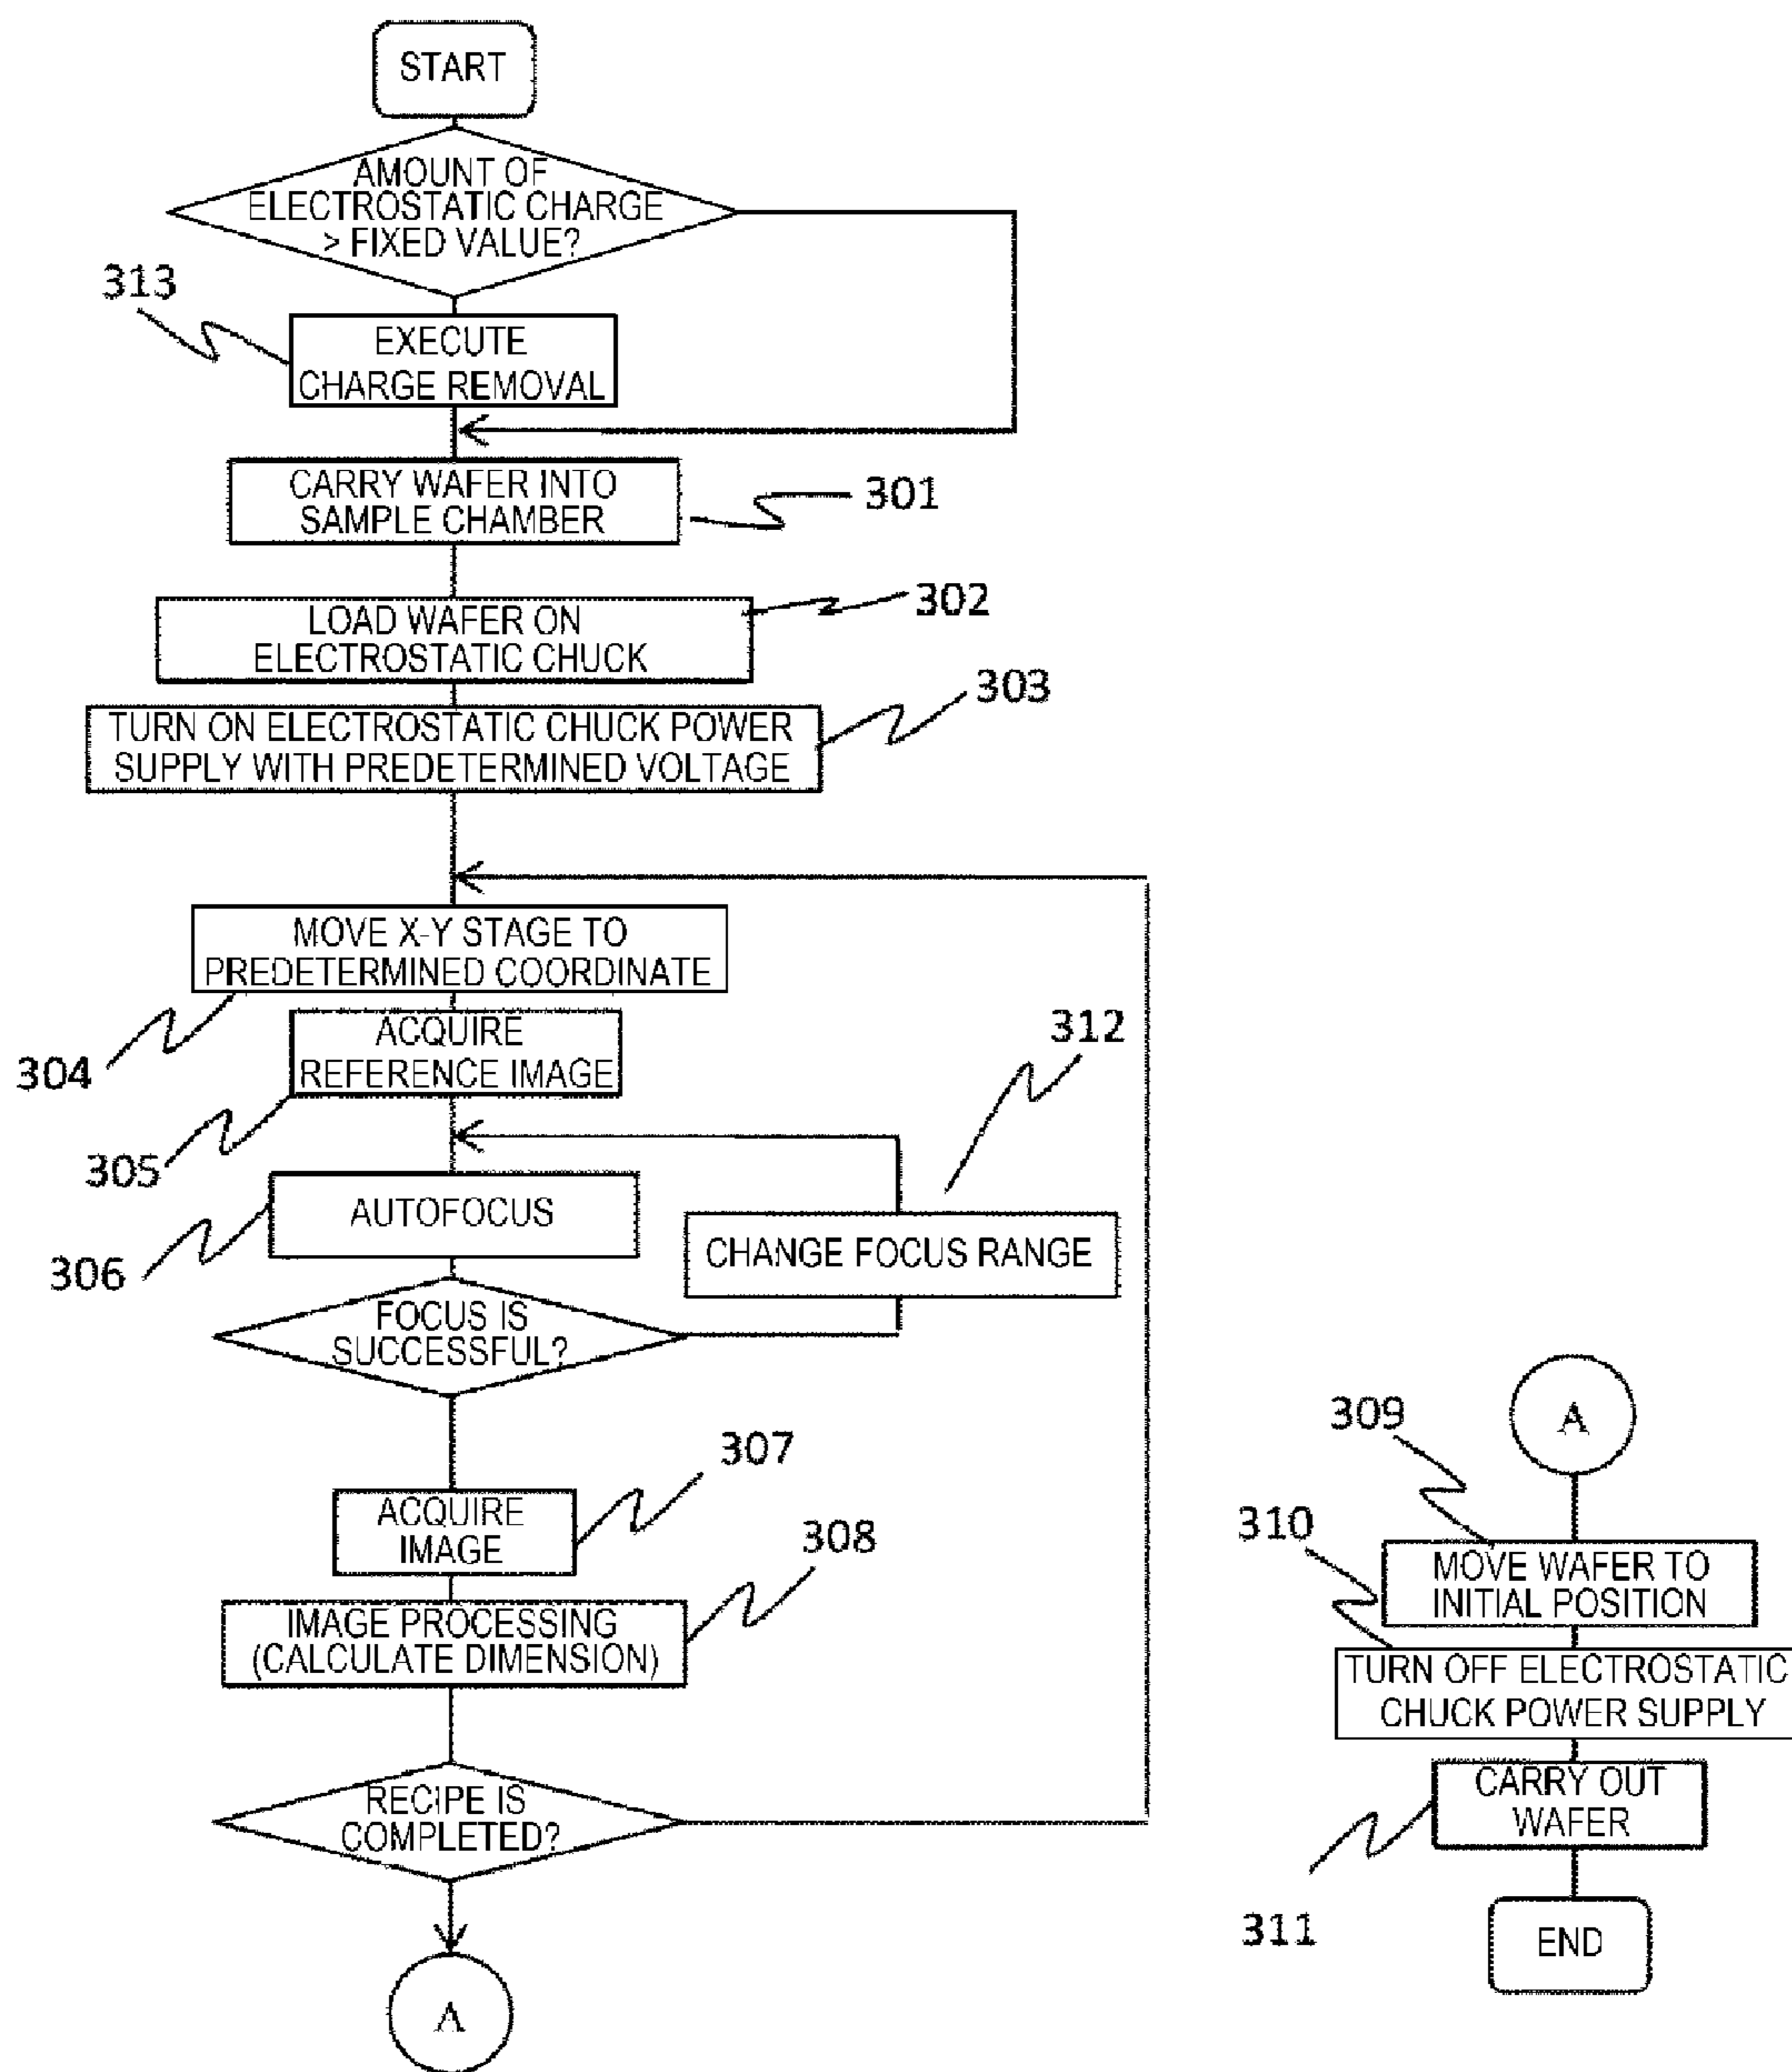 START
AMOUNT OF
ELECTROSTATIC CHARGE
> FIXED VALUE?
313
EXECUTE
CHARGE REMOVAL
CARRY WAFER INTO
SAMPLE CHAMBER
301
LOAD WAFER ON
ELECTROSTATIC CHUCK
302
TURN ON ELECTROSTATIC CHUCK POWER
SUPPLY WITH PREDETERMINED VOLTAGE
303
MOVE X-Y STAGE TO
PREDETERMINED COORDINATE
304
ACQUIRE
REFERENCE IMAGE
305
312
AUTOFOCUS
306
CHANGE FOCUS RANGE
FOCUS IS
SUCCESSFUL?
307
ACQUIRE
IMAGE
308
IMAGE PROCESSING
(CALCULATE DIMENSION)
RECIPE IS
COMPLETED?
A
A
309
MOVE WAFER TO
INITIAL POSITION
310
TURN OFF ELECTROSTATIC
CHUCK POWER SUPPLY
CARRY OUT
WAFER
311
END